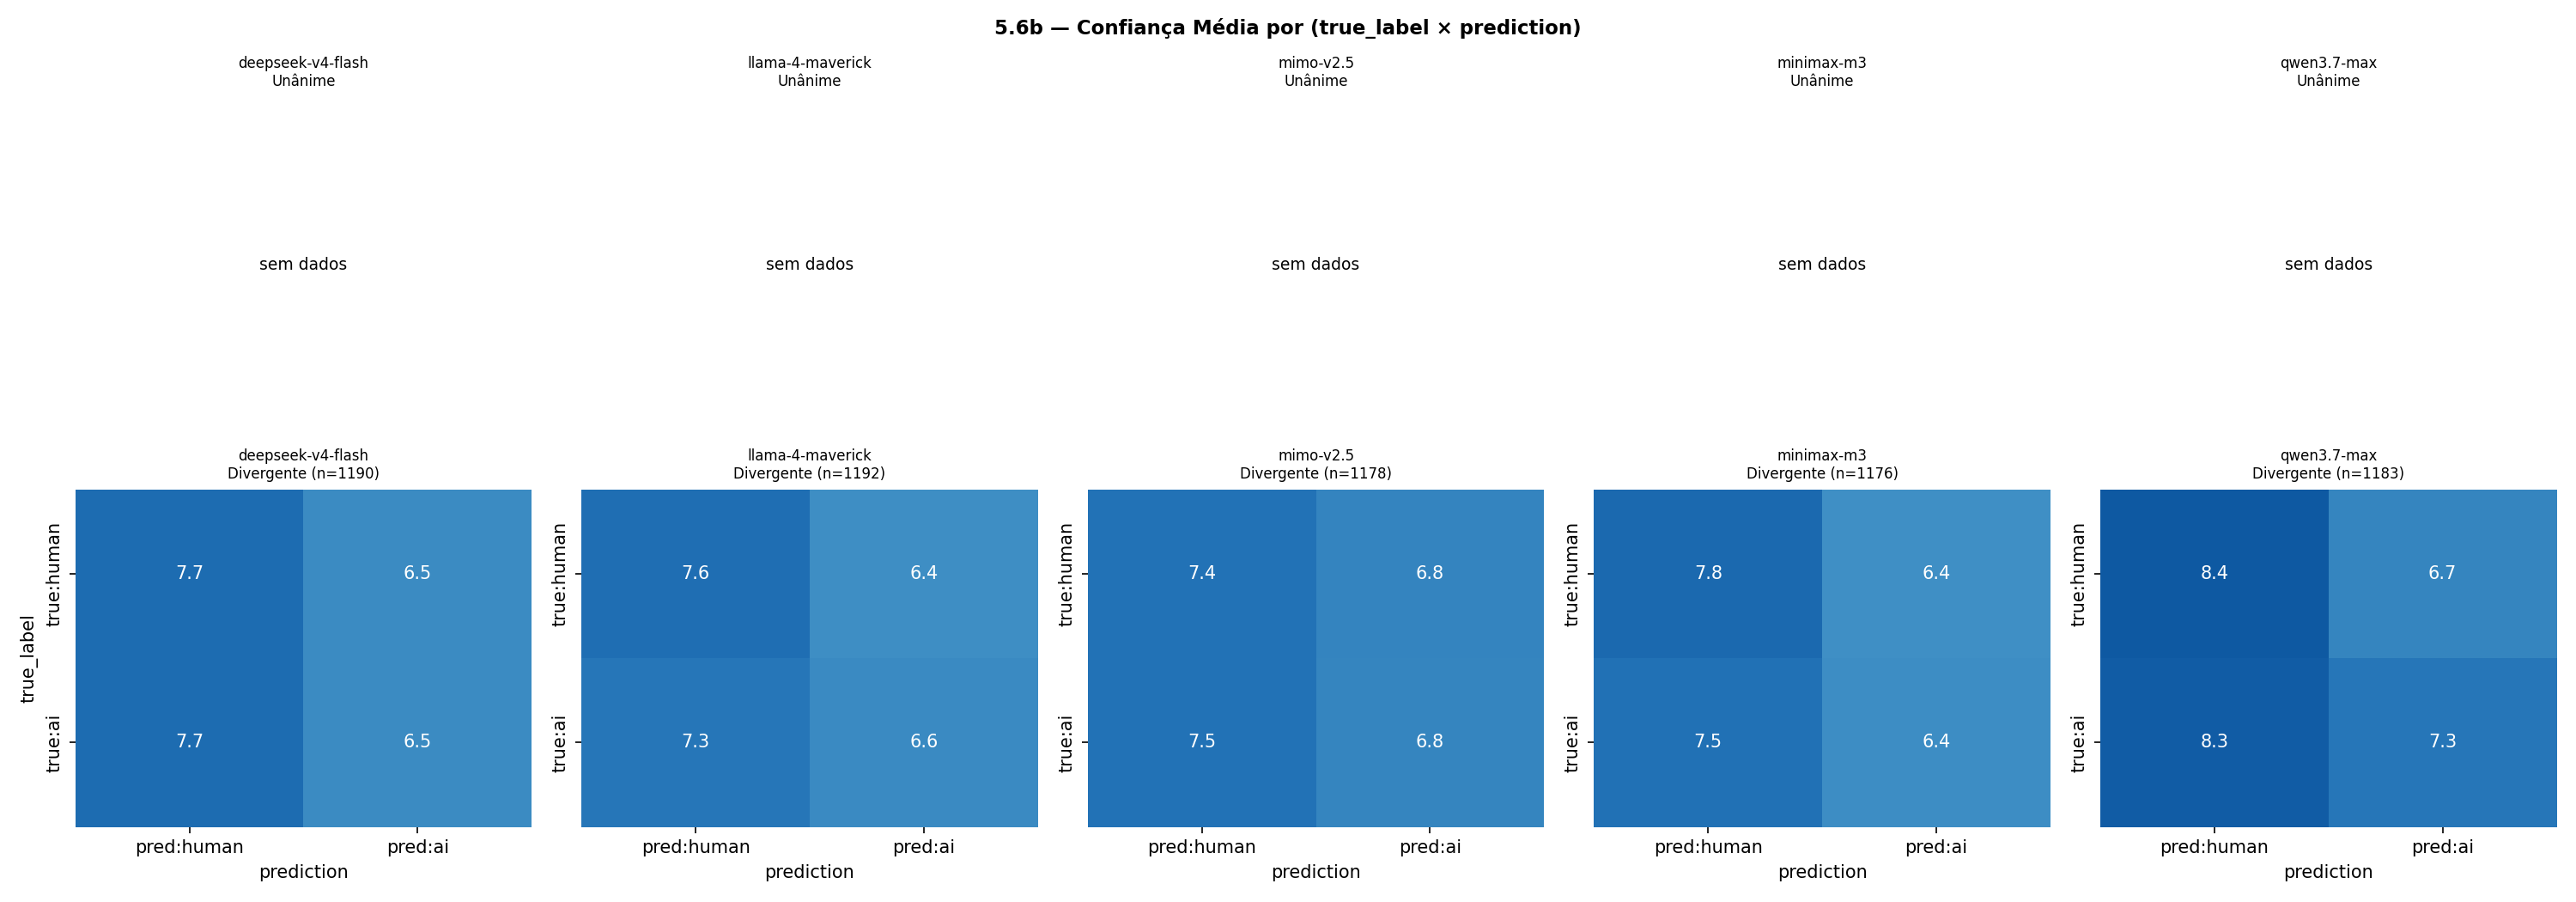 5.6b — Confiança Média por (true_label × prediction)
deepseek-v4-flash
Unânime
llama-4-maverick
Unânime
mimo-v2.5
Unânime
minimax-m3
Unânime
qwen3.7-max
Unânime
sem dados
sem dados
sem dados
sem dados
sem dados
deepseek-v4-flash
Divergente (n=1190)
true_label
true:human
7.7
6.5
true:ai
7.7
6.5
pred:human
pred:ai
prediction
llama-4-maverick
Divergente (n=1192)
true:human
7.6
6.4
true:ai
7.3
6.6
pred:human
pred:ai
prediction
mimo-v2.5
Divergente (n=1178)
true:human
7.4
6.8
true:ai
7.5
6.8
pred:human
pred:ai
prediction
minimax-m3
Divergente (n=1176)
true:human
7.8
6.4
true:ai
7.5
6.4
pred:human
pred:ai
prediction
qwen3.7-max
Divergente (n=1183)
true:human
8.4
6.7
true:ai
8.3
7.3
pred:human
pred:ai
prediction